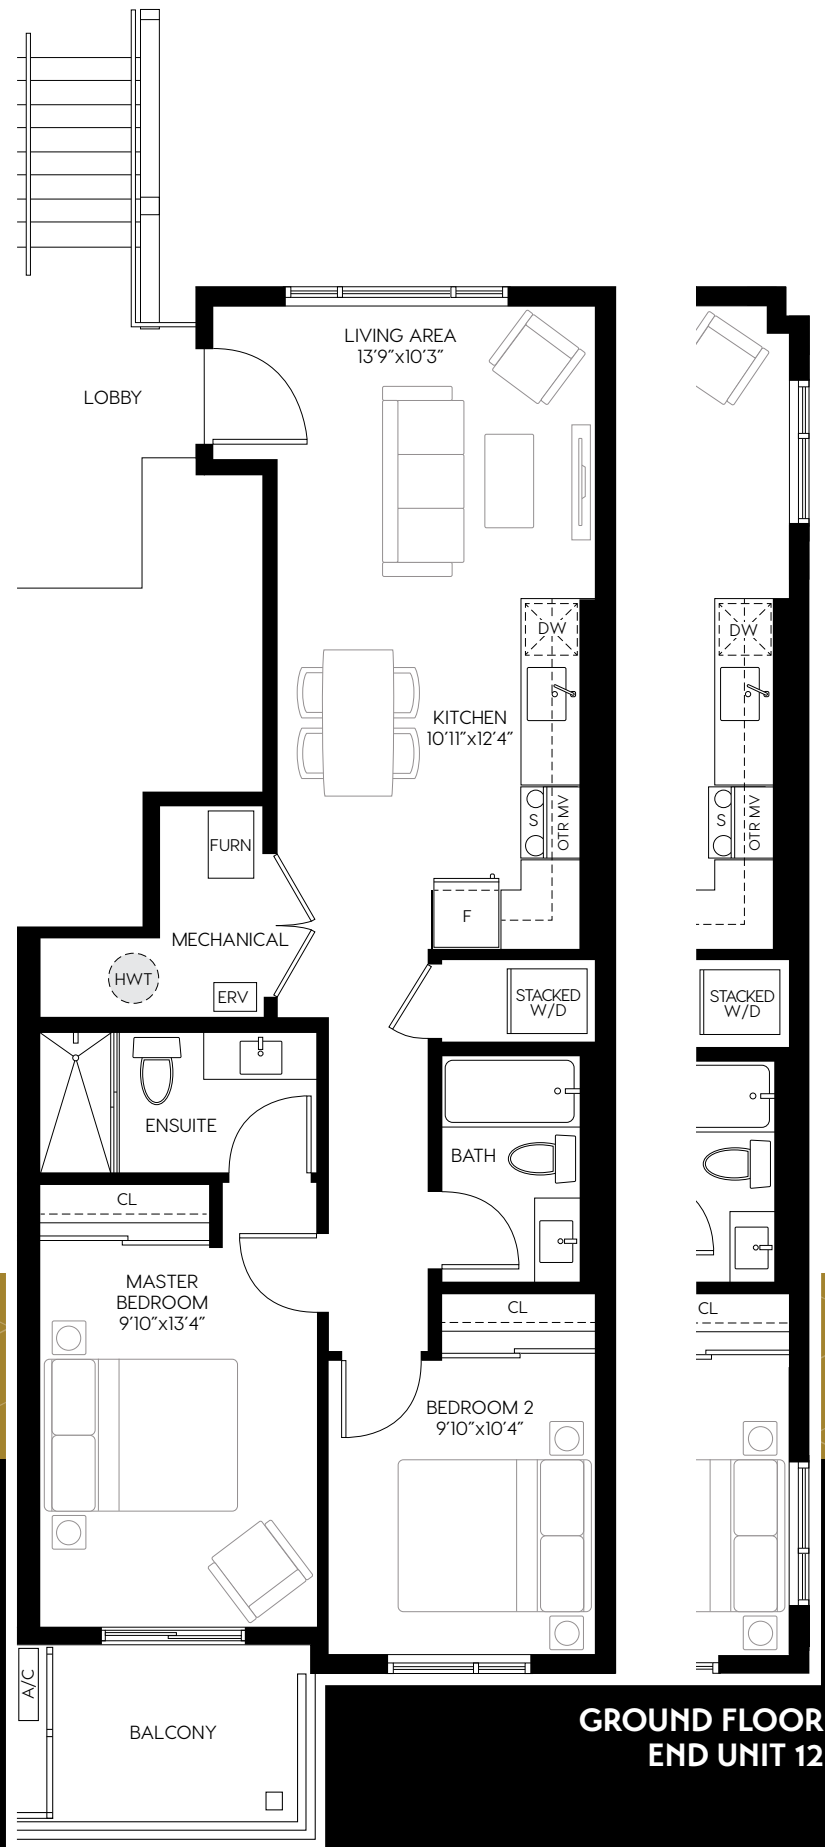 LIVING AREA
13'9"x10'3"
LOBBY
DW
DW
KITCHEN
10'11"x12'4"
S
OTR MV
S
OTR MV
FURN
F
MECHANICAL
HWT
ERV
STACKED
W/D
STACKED
W/D
ENSUITE
BATH
CL
MASTER
BEDROOM
9'10"x13'4"
CL
CL
BEDROOM 2
9'10"x10'4"
A/C
BALCONY
GROUND FLOOR
END UNIT 12